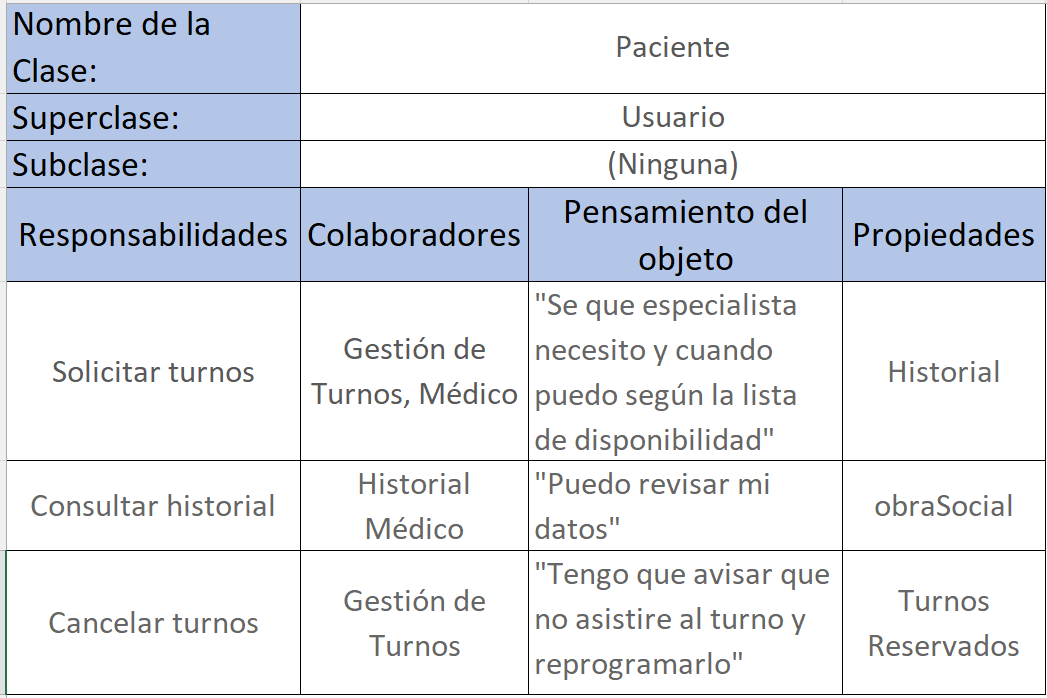 Nombre de la
Clase:
Paciente
Superclase:
Usuario
Subclase:
(Ninguna)
Responsabilidades
Colaboradores
Pensamiento del
objeto
Propiedades
Solicitar turnos
Gestión de
Turnos, Médico
"Se que especialista
necesito y cuando
puedo según la lista
de disponibilidad"
Historial
Consultar historial
Historial
Médico
"Puedo revisar mi
datos"
obraSocial
Cancelar turnos
Gestión de
Turnos
"Tengo que avisar que
no asistire al turno y
reprogramarlo"
Turnos
Reservados